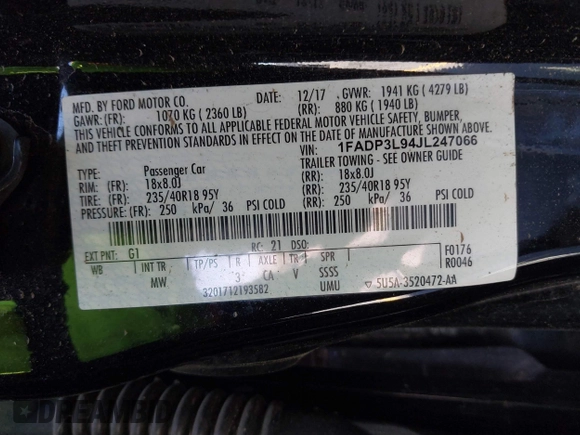 MFD. BY FORD MOTOR CO.
DATE: 12/17 GVWR: 1941 KG ( 4279 LB)
GAWR:(FR): 1070 KG ( 2360 LB) (RR): 880 KG ( 1940 LB)
THIS VEHICLE CONFORMS TO ALL APPLICABLE FEDERAL MOTOR VEHICLE SAFETY, BUMPER,
AND THEFT PREVENTION STANDARDS IN EFFECT ON THE DATE OF MANUFACTURE SHOWN ABOVE.
VIN: 1FADP3L94JL247066
TYPE: Passenger Car TRAILER TOWING - SEE OWNER GUIDE
RIM: (FR): 18x8.0J (RR): 18x8.0J
TIRE: (FR): 235/40R18 95Y (RR): 235/40R18 95Y
PRESSURE: (FR): 250 kPa/ 36 PSI COLD (RR): 250 kPa/ 36 PSI COLD
EXT PNT: G1 RC: 21 DSO: F0176
WB INT TR TP/PS R AXLE TR SPR R0046
MW 3 CA V SSSS
3201712193582 UMU ▽ 5U5A-3520472-AA
DREAMBID